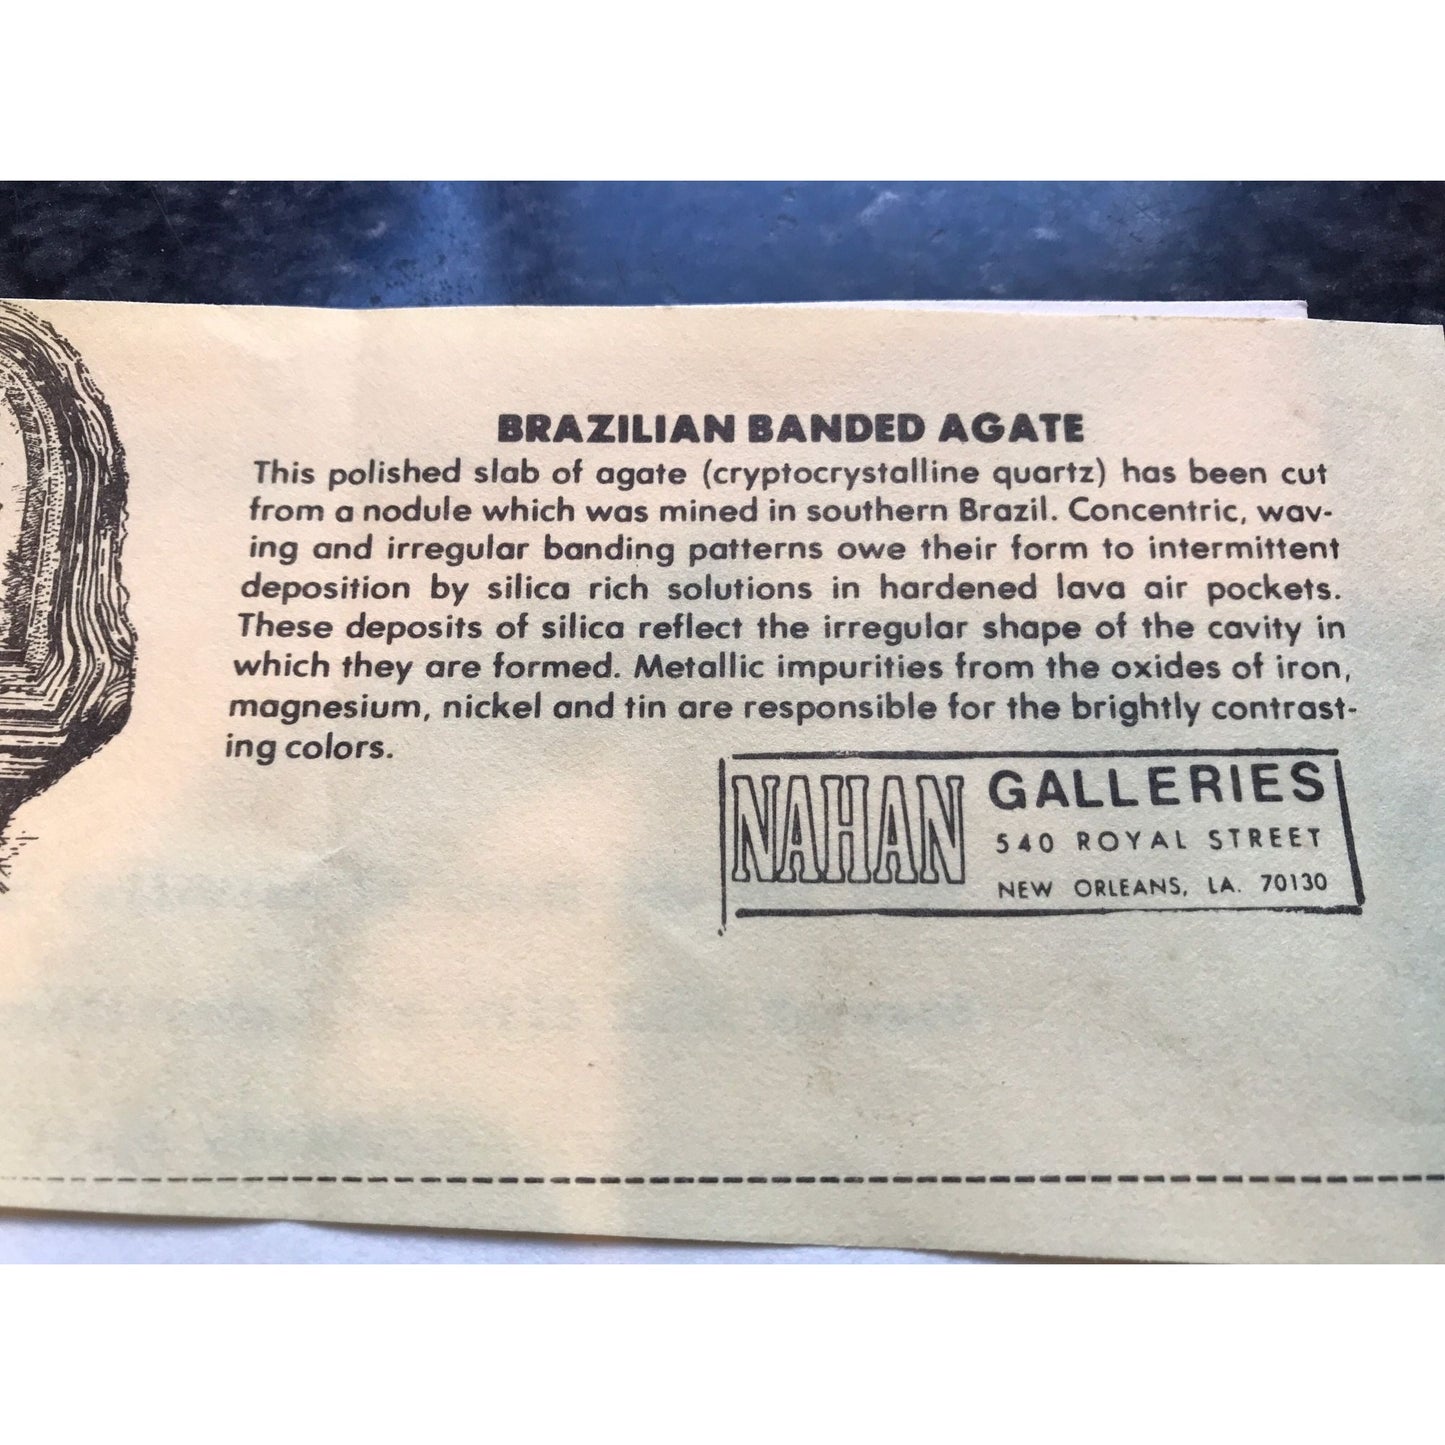 BRAZILIAN BANDED AGATE
This polished slab of agate (cryptocrystalline quartz) has been cut
from a nodule which was mined in southern Brazil. Concentric, wav-
ing and irregular banding patterns owe their form to intermittent
deposition by silica rich solutions in hardened lava air pockets.
These deposits of silica reflect the irregular shape of the cavity in
which they are formed. Metallic impurities from the oxides of iron,
magnesium, nickel and tin are responsible for the brightly contrast-
ing colors.
NAHAN GALLERIES
540 ROYAL STREET
NEW ORLEANS, LA. 70130